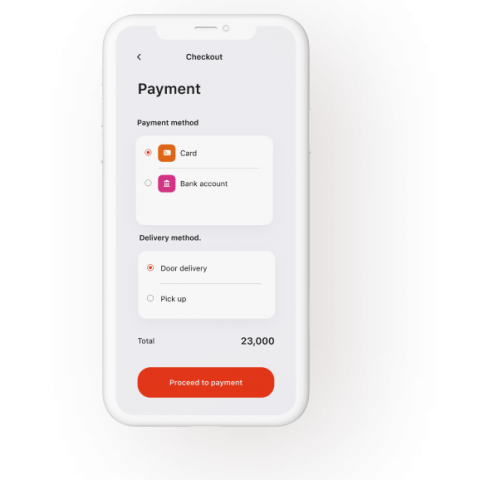 Checkout
Payment
Payment method
Card
Bank account
Delivery method.
Door delivery
Pick up
Total 23,000
Proceed to payment